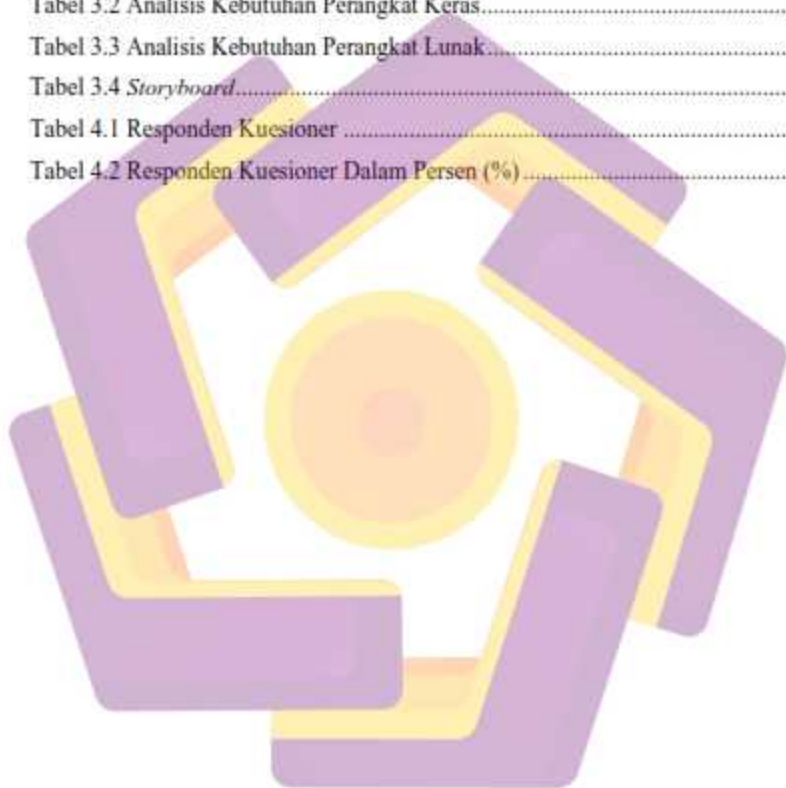 Tabel 3.2 Analisis Kebutuhan Perangkat Keras..........................................................
Tabel 3.3 Analisis Kebutuhan Perangkat Lunak.........................................................
Tabel 3.4 Storyboard.....................................................................................................
Tabel 4.1 Responden Kuesioner ..................................................................................
Tabel 4.2 Responden Kuesioner Dalam Persen (%) .................................................